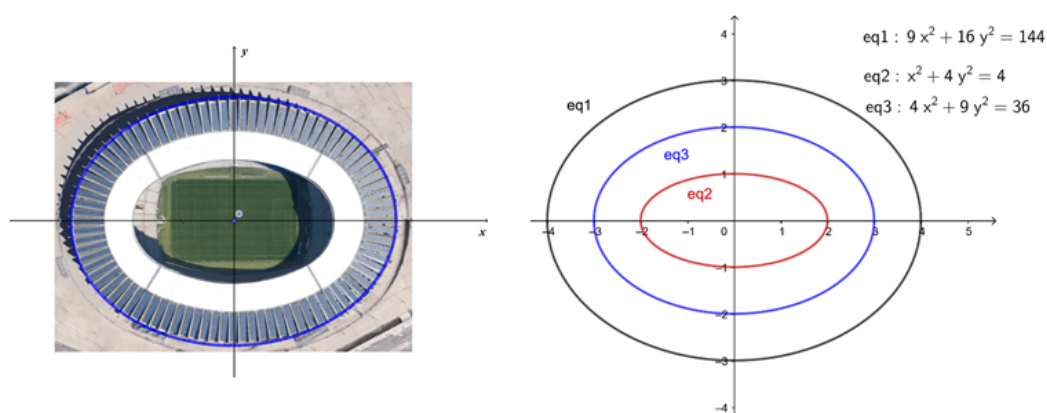 y
x
eq1 : 9 x² + 16 y² = 144
eq2 : x² + 4 y² = 4
eq3 : 4 x² + 9 y² = 36
eq1
eq3
eq2
4
3
2
1
−4 −3 −2 −1 0 1 2 3 4 5
−1
−2
−3
−4